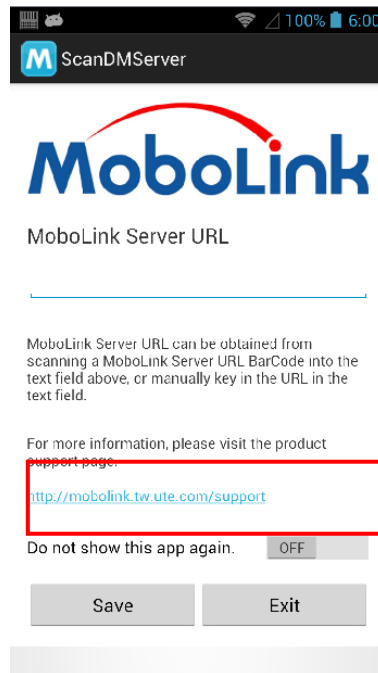 100% 6:00
M ScanDMServer
MoboLink
MoboLink Server URL
MoboLink Server URL can be obtained from
scanning a MoboLink Server URL BarCode into the
text field above, or manually key in the URL in the
text field.
For more information, please visit the product
support page.
http://mobolink.tw.ute.com/support
Do not show this app again. OFF
Save Exit